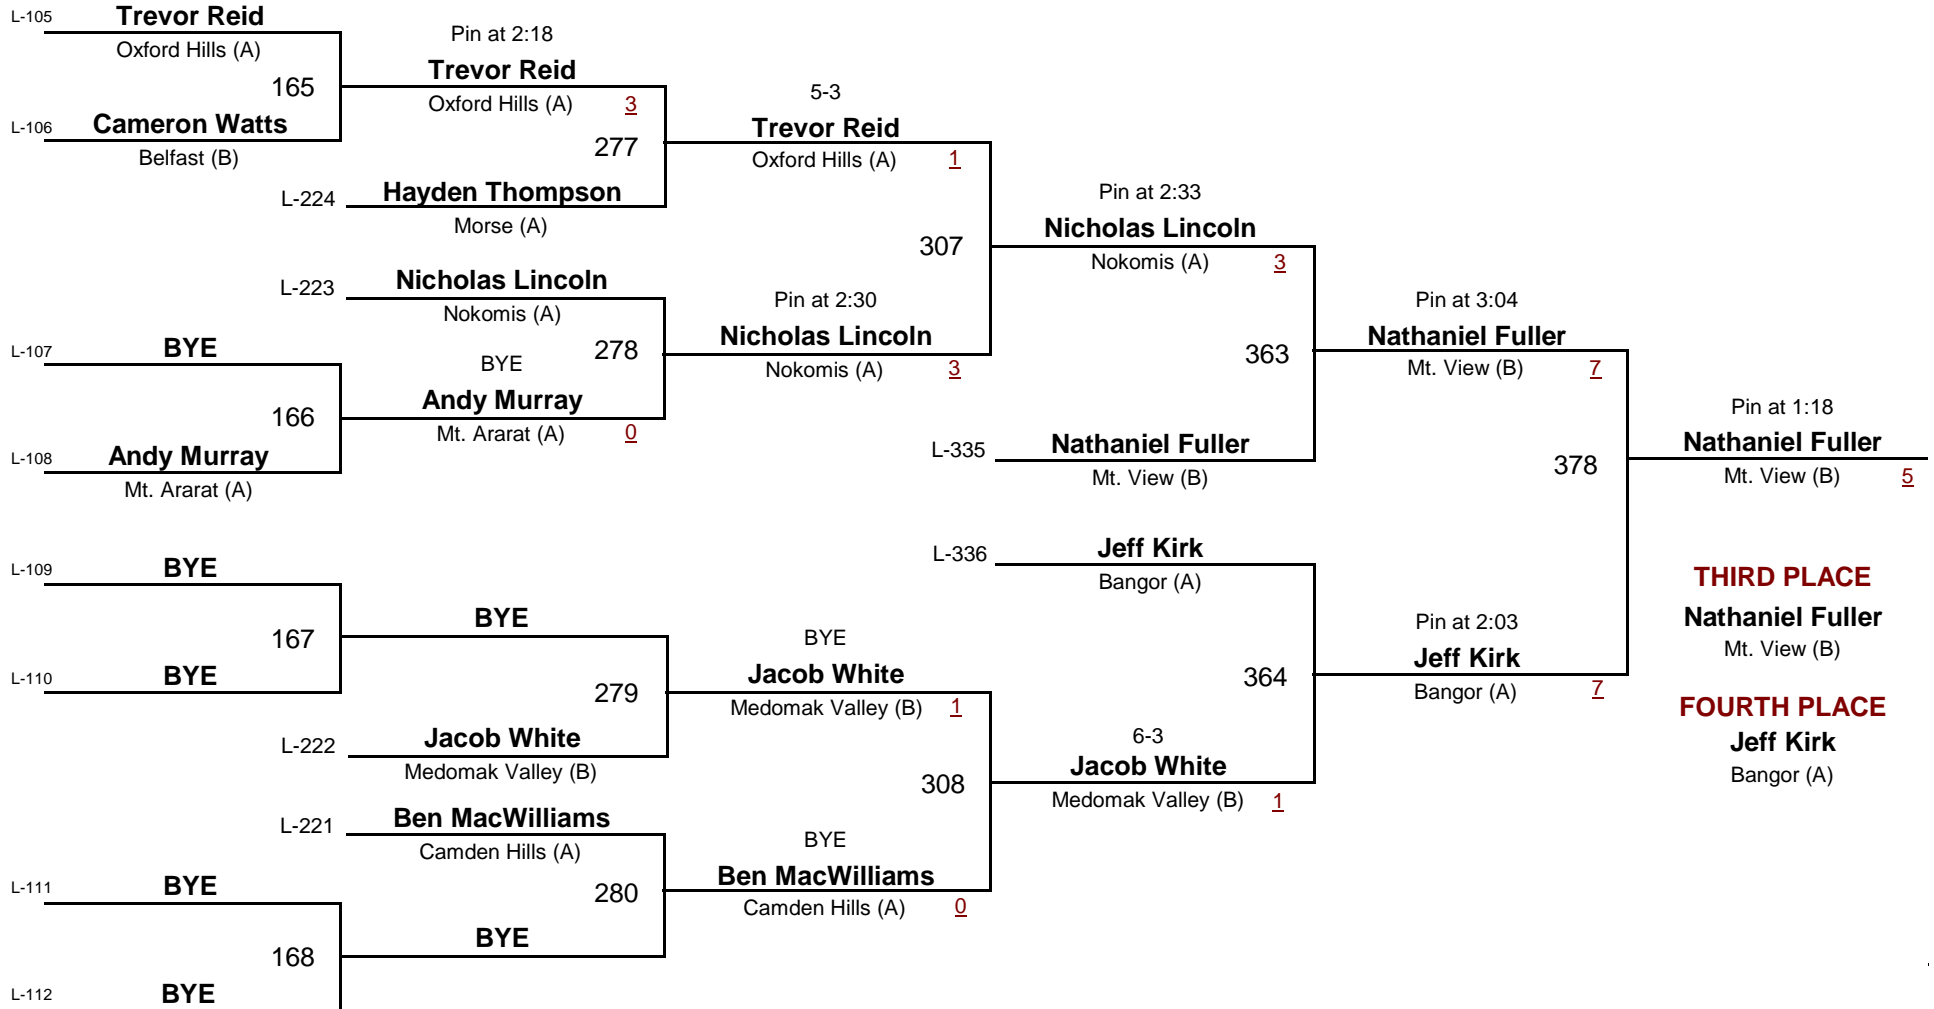 L-105
Trevor Reid
Oxford Hills (A)
165
L-106
Cameron Watts
Belfast (B)
Pin at 2:18
Trevor Reid
Oxford Hills (A) 3
277
L-224
Hayden Thompson
Morse (A)
5-3
Trevor Reid
Oxford Hills (A) 1
L-223
Nicholas Lincoln
Nokomis (A)
278
L-107
BYE
166
L-108
Andy Murray
Mt. Ararat (A)
BYE
Andy Murray
Mt. Ararat (A) 0
Pin at 2:30
Nicholas Lincoln
Nokomis (A) 3
307
Pin at 2:33
Nicholas Lincoln
Nokomis (A) 3
363
L-335
Nathaniel Fuller
Mt. View (B)
Pin at 3:04
Nathaniel Fuller
Mt. View (B) 7
378
Pin at 1:18
Nathaniel Fuller
Mt. View (B) 5
L-109
BYE
167
L-110
BYE
BYE
279
L-222
Jacob White
Medomak Valley (B)
BYE
Jacob White
Medomak Valley (B) 1
L-221
Ben MacWilliams
Camden Hills (A)
280
L-111
BYE
168
L-112
BYE
BYE
BYE
Ben MacWilliams
Camden Hills (A) 0
308
L-336
Jeff Kirk
Bangor (A)
364
6-3
Jacob White
Medomak Valley (B) 1
Pin at 2:03
Jeff Kirk
Bangor (A) 7
THIRD PLACE
Nathaniel Fuller
Mt. View (B)
FOURTH PLACE
Jeff Kirk
Bangor (A)